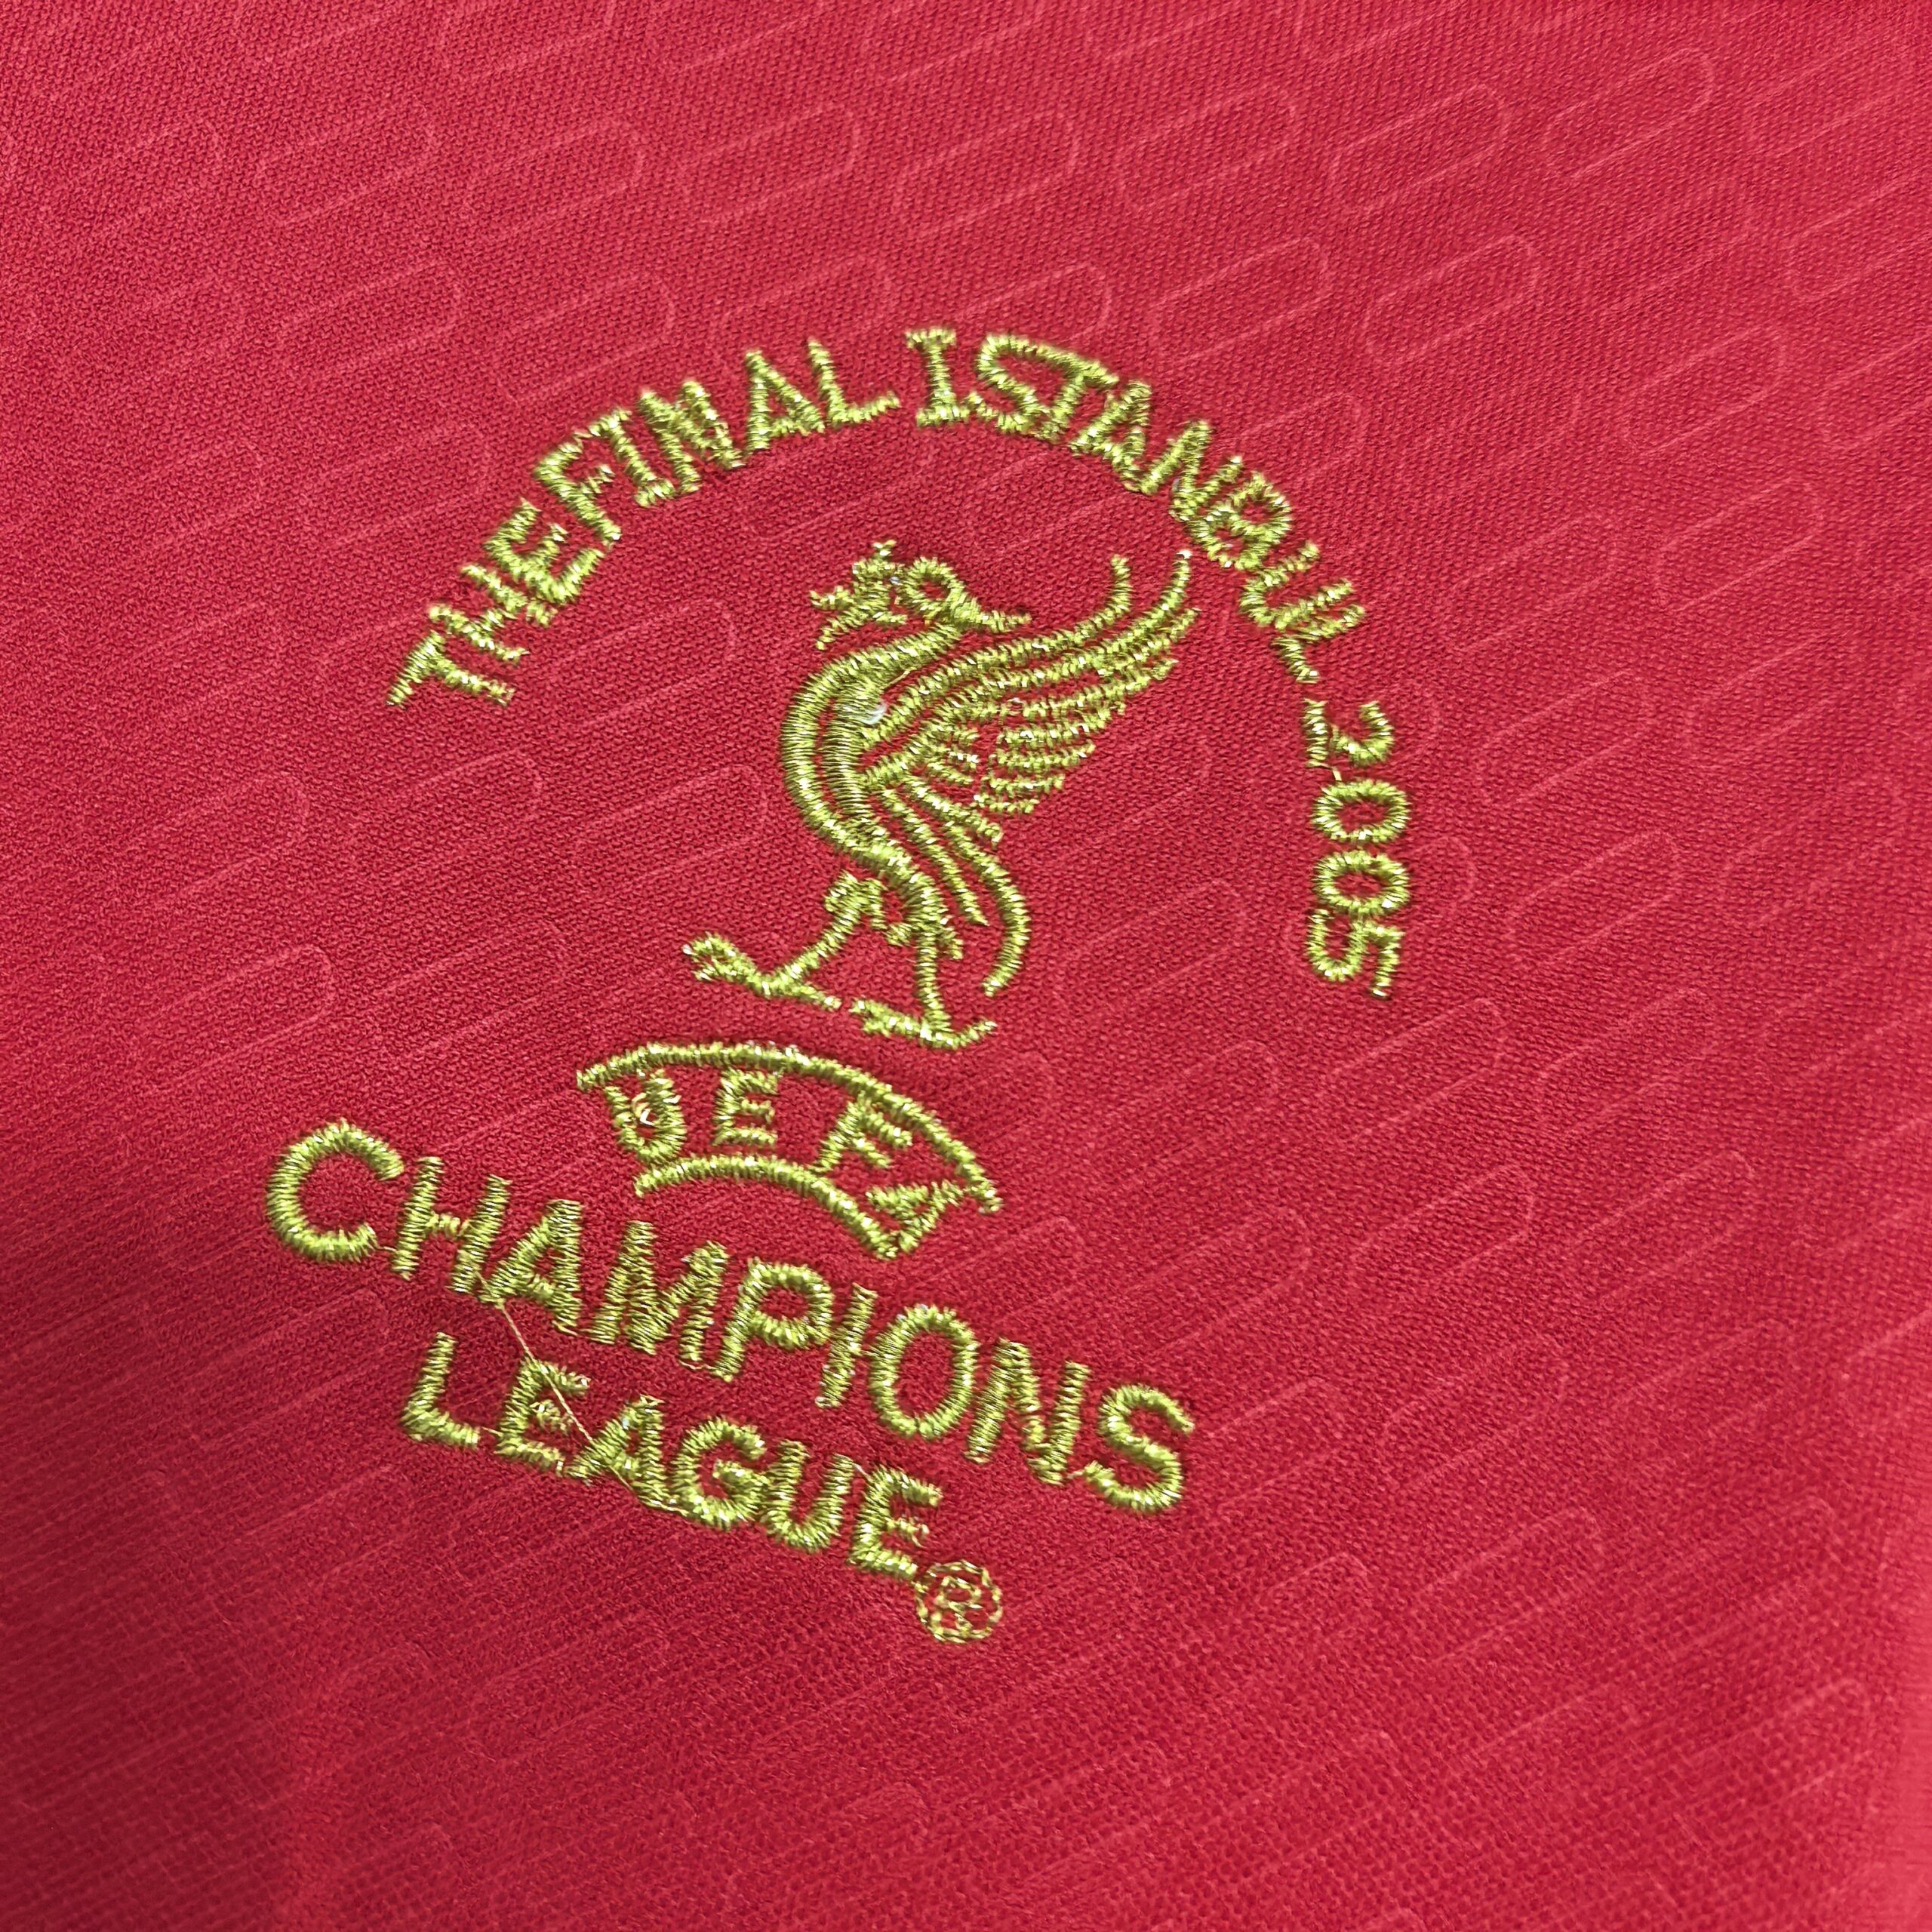 THE FINAL ISTANBUL 2005
UEFA
CHAMPIONS
LEAGUE®